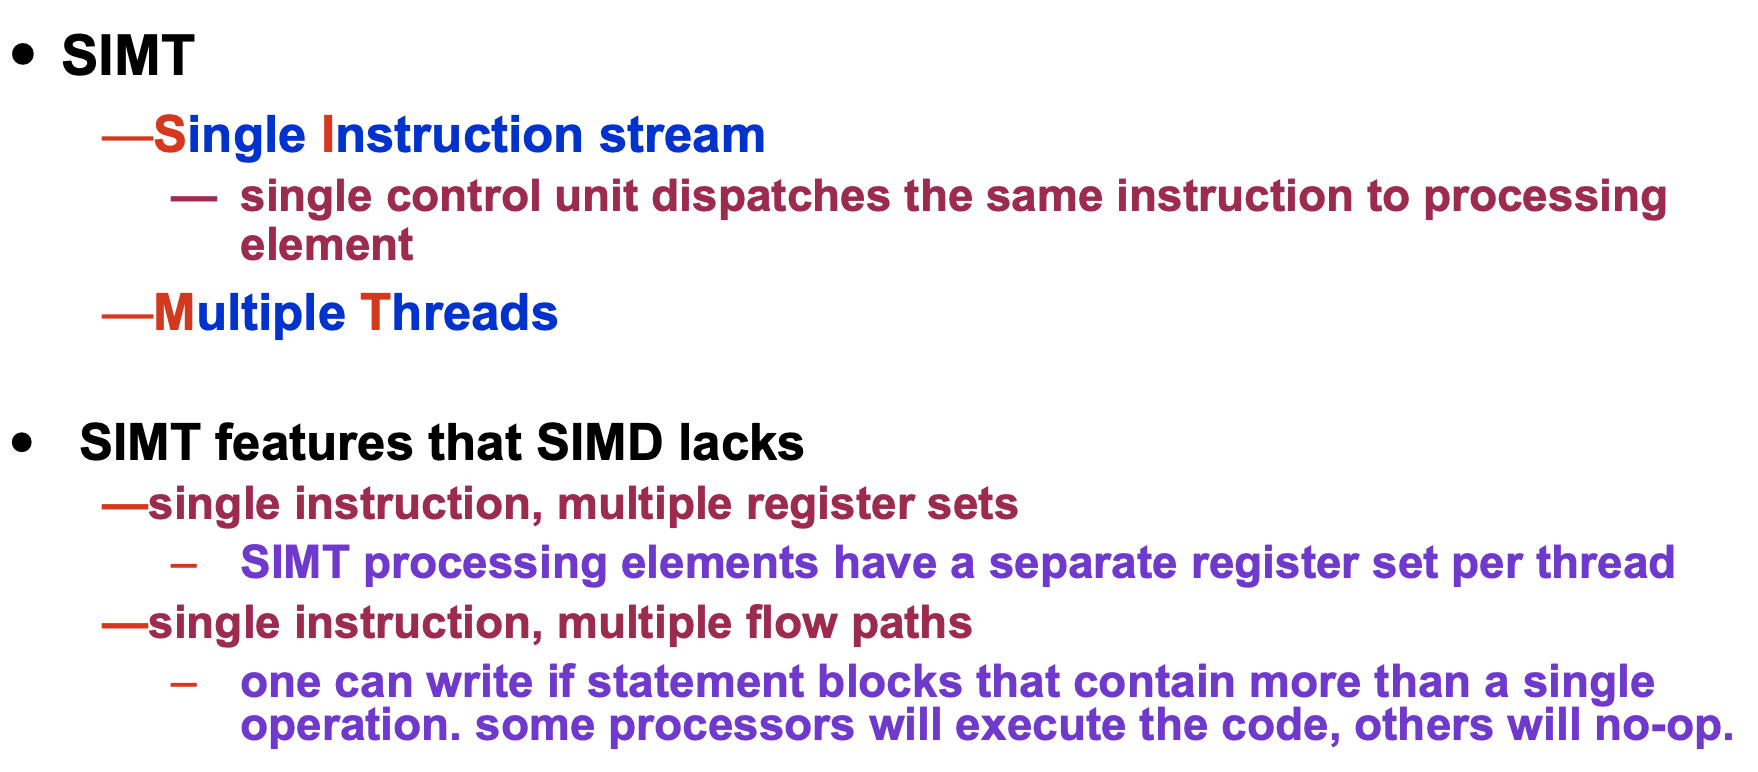 • SIMT
—Single Instruction stream
— single control unit dispatches the same instruction to processing
element
—Multiple Threads
• SIMT features that SIMD lacks
—single instruction, multiple register sets
– SIMT processing elements have a separate register set per thread
—single instruction, multiple flow paths
– one can write if statement blocks that contain more than a single
operation. some processors will execute the code, others will no-op.